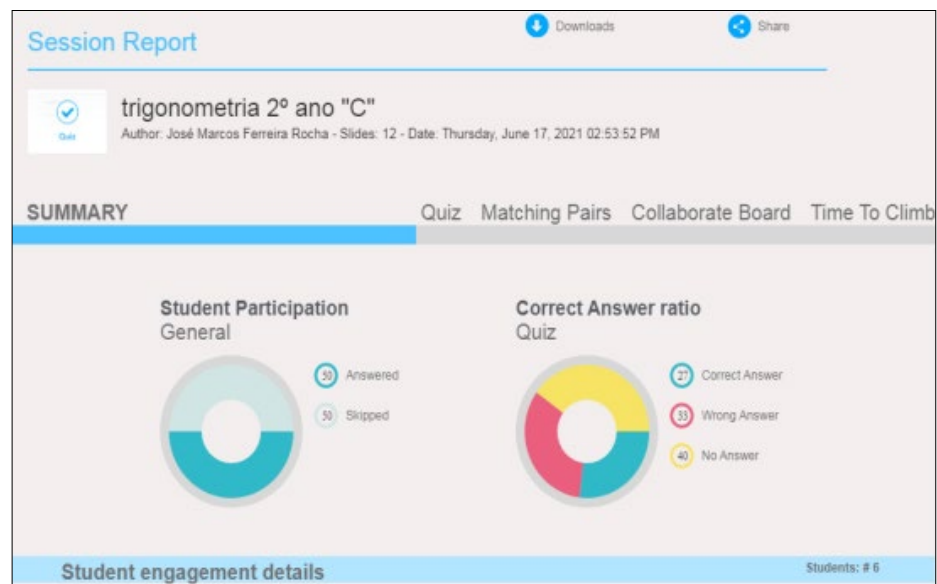 Downloads
Share
Session Report
Quiz
trigonometria 2º ano "C"
Author: José Marcos Ferreira Rocha - Slides: 12 - Date: Thursday, June 17, 2021 02:53:52 PM
SUMMARY
Quiz Matching Pairs Collaborate Board Time To Climb
Student Participation
General
50 Answered
50 Skipped
Correct Answer ratio
Quiz
27 Correct Answer
33 Wrong Answer
40 No Answer
Student engagement details
Students: # 6